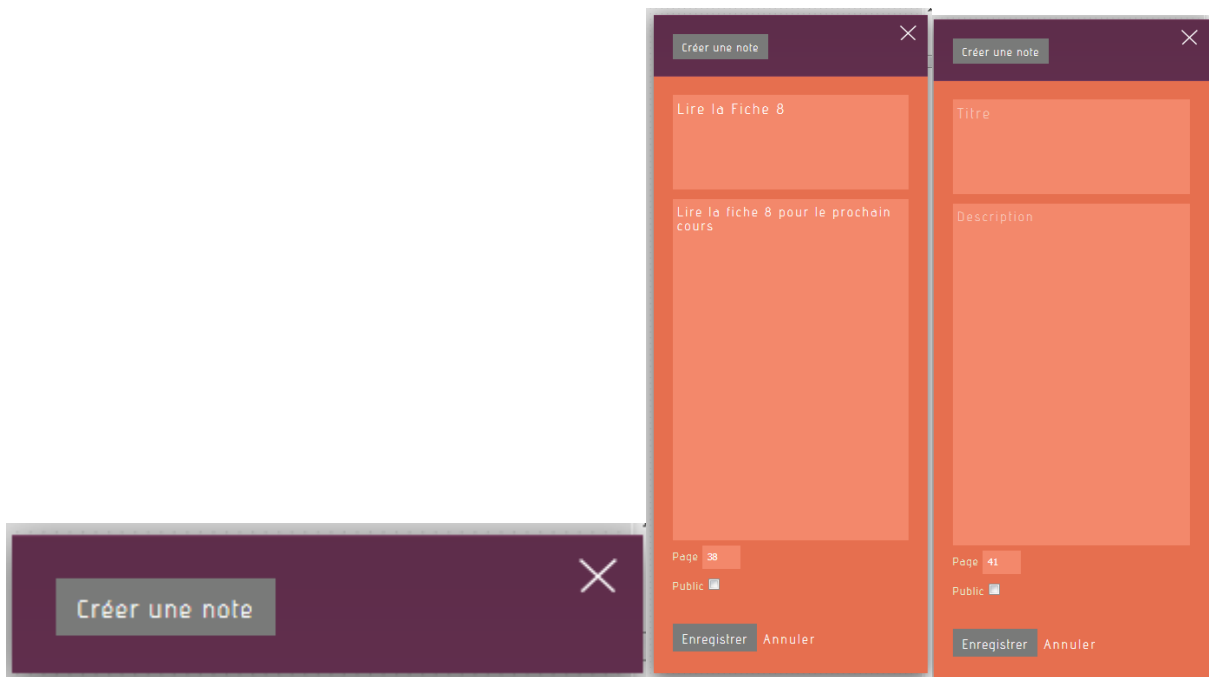 Créer une note
Créer une note
Lire la Fiche 8
Lire la fiche 8 pour le prochain
cours
Page 38
Public
Enregistrer Annuler
Créer une note
Titre
Description
Page 41
Public
Enregistrer Annuler